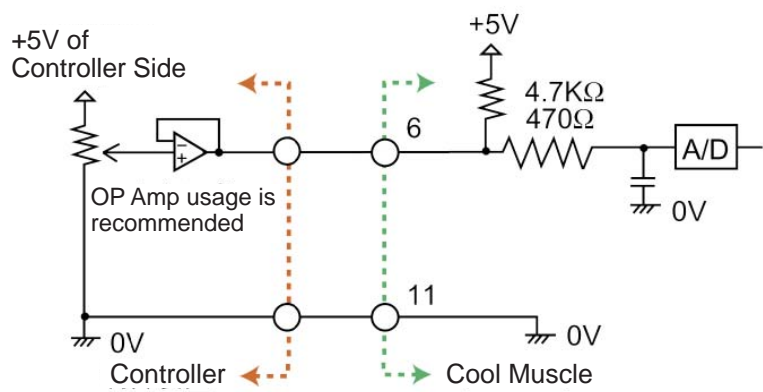 +5V of
Controller Side
+5V
4.7KΩ
470Ω
6
A/D
OP Amp usage is
recommended
0V
11
0V
0V
Controller
Cool Muscle